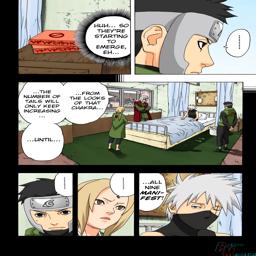 HUH... SO
THEY'RE
STARTING
TO
EMERGE,
EH...
...
...FROM
THE LOOKS
OF THAT
CHAKRA...
...THE
NUMBER OF
TAILS WILL
ONLY KEEP
INCREASING
...
...UNTIL...
...
...
...ALL
NINE
MANI-
FEST!